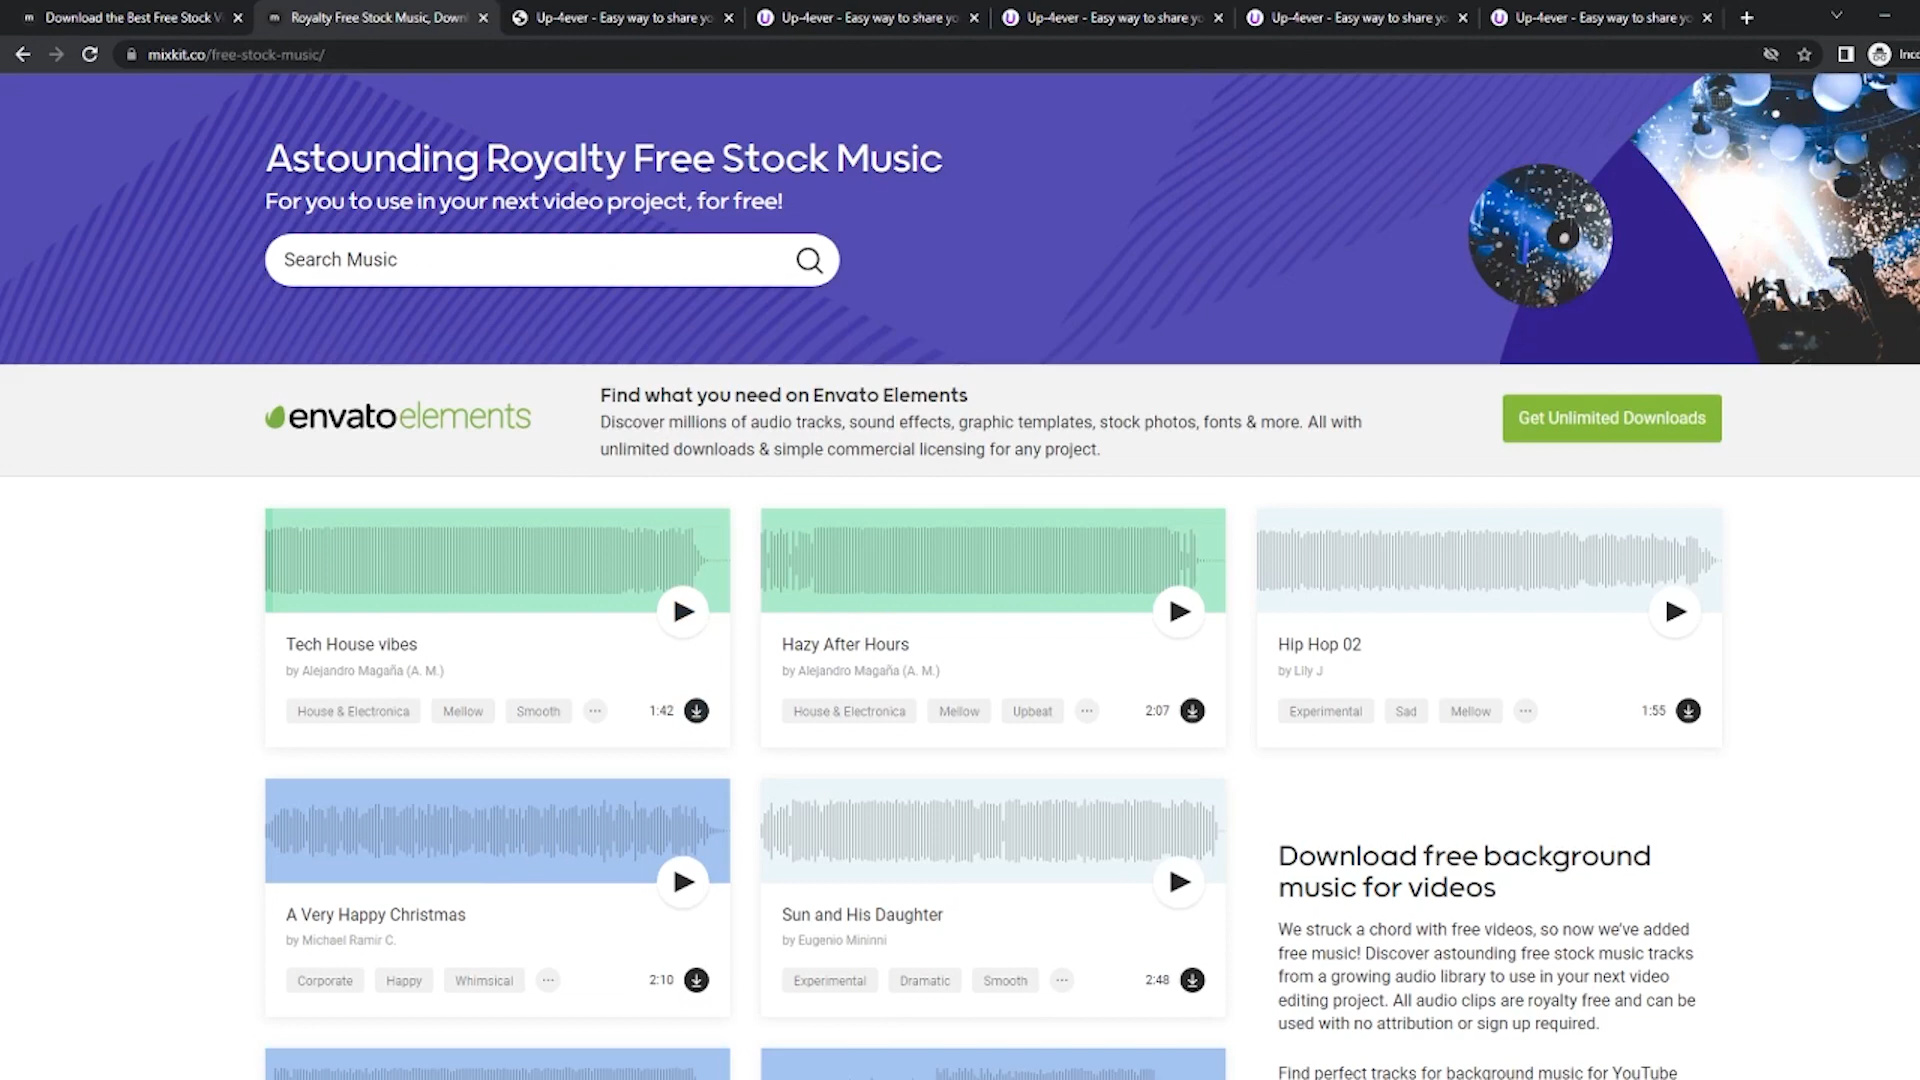 Download the Best Free Stock V
Royalty Free Stock Music, Down
Up-4ever - Easy way to share yo
Up-4ever - Easy way to share yo
Up-4ever - Easy way to share yo
Up-4ever - Easy way to share yo
Up-4ever - Easy way to share yo
mixkit.co/free-stock-music/
Inco
Astounding Royalty Free Stock Music
For you to use in your next video project, for free!
Search Music
envato elements
Find what you need on Envato Elements
Discover millions of audio tracks, sound effects, graphic templates, stock photos, fonts & more. All with
unlimited downloads & simple commercial licensing for any project.
Get Unlimited Downloads
Tech House vibes
by Alejandro Magaña (A. M.)
House & Electronica Mellow Smooth ... 1:42
Hazy After Hours
by Alejandro Magaña (A. M.)
House & Electronica Mellow Upbeat ... 2:07
Hip Hop 02
by Lily J
Experimental Sad Mellow ... 1:55
A Very Happy Christmas
by Michael Ramir C.
Corporate Happy Whimsical ... 2:10
Sun and His Daughter
by Eugenio Mininni
Experimental Dramatic Smooth ... 2:48
Download free background
music for videos
We struck a chord with free videos, so now we've added
free music! Discover astounding free stock music tracks
from a growing audio library to use in your next video
editing project. All audio clips are royalty free and can be
used with no attribution or sign up required.
Find perfect tracks for background music for YouTube